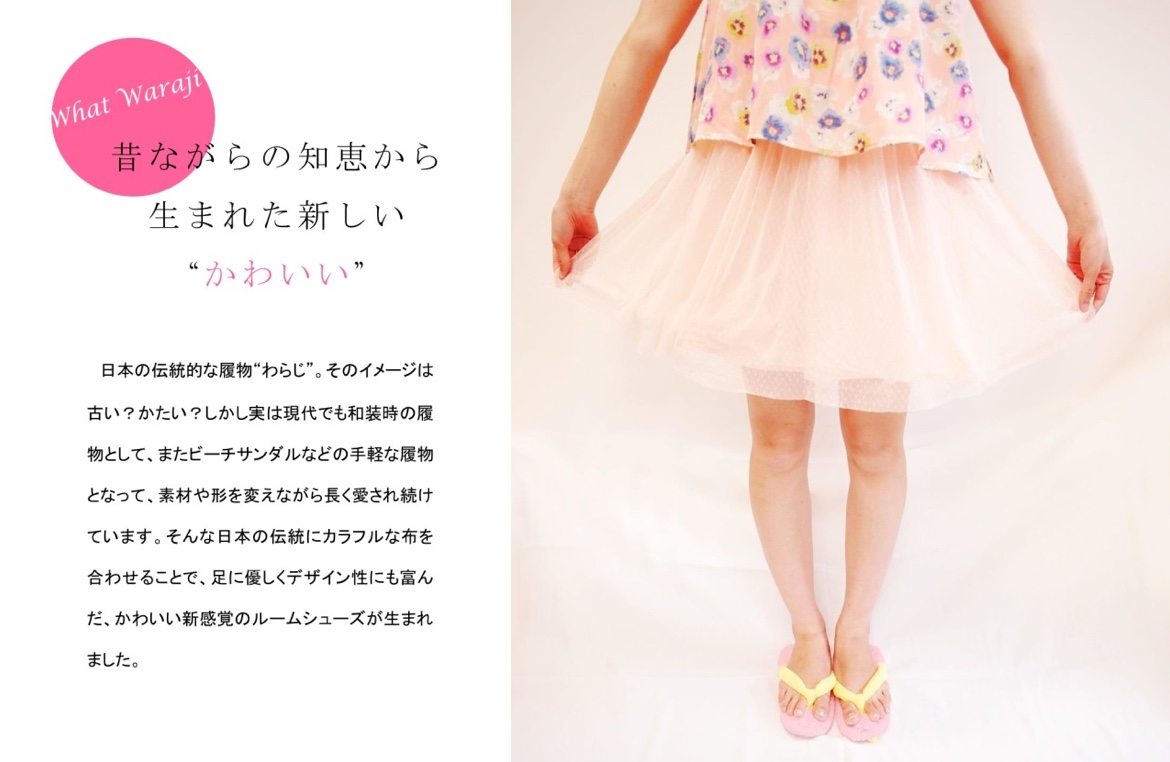 What Waraji
昔ながらの知恵から
生まれた新しい
“かわいい”
日本の伝統的な履物“わらじ”。そのイメージは
古い？かたい？しかし実は現代でも和装時の履
物として、またビーチサンダルなどの手軽な履物
となって、素材や形を変えながら長く愛され続け
ています。そんな日本の伝統にカラフルな布を
合わせることで、足に優しくデザイン性にも富ん
だ、かわいい新感覚のルームシューズが生まれ
ました。